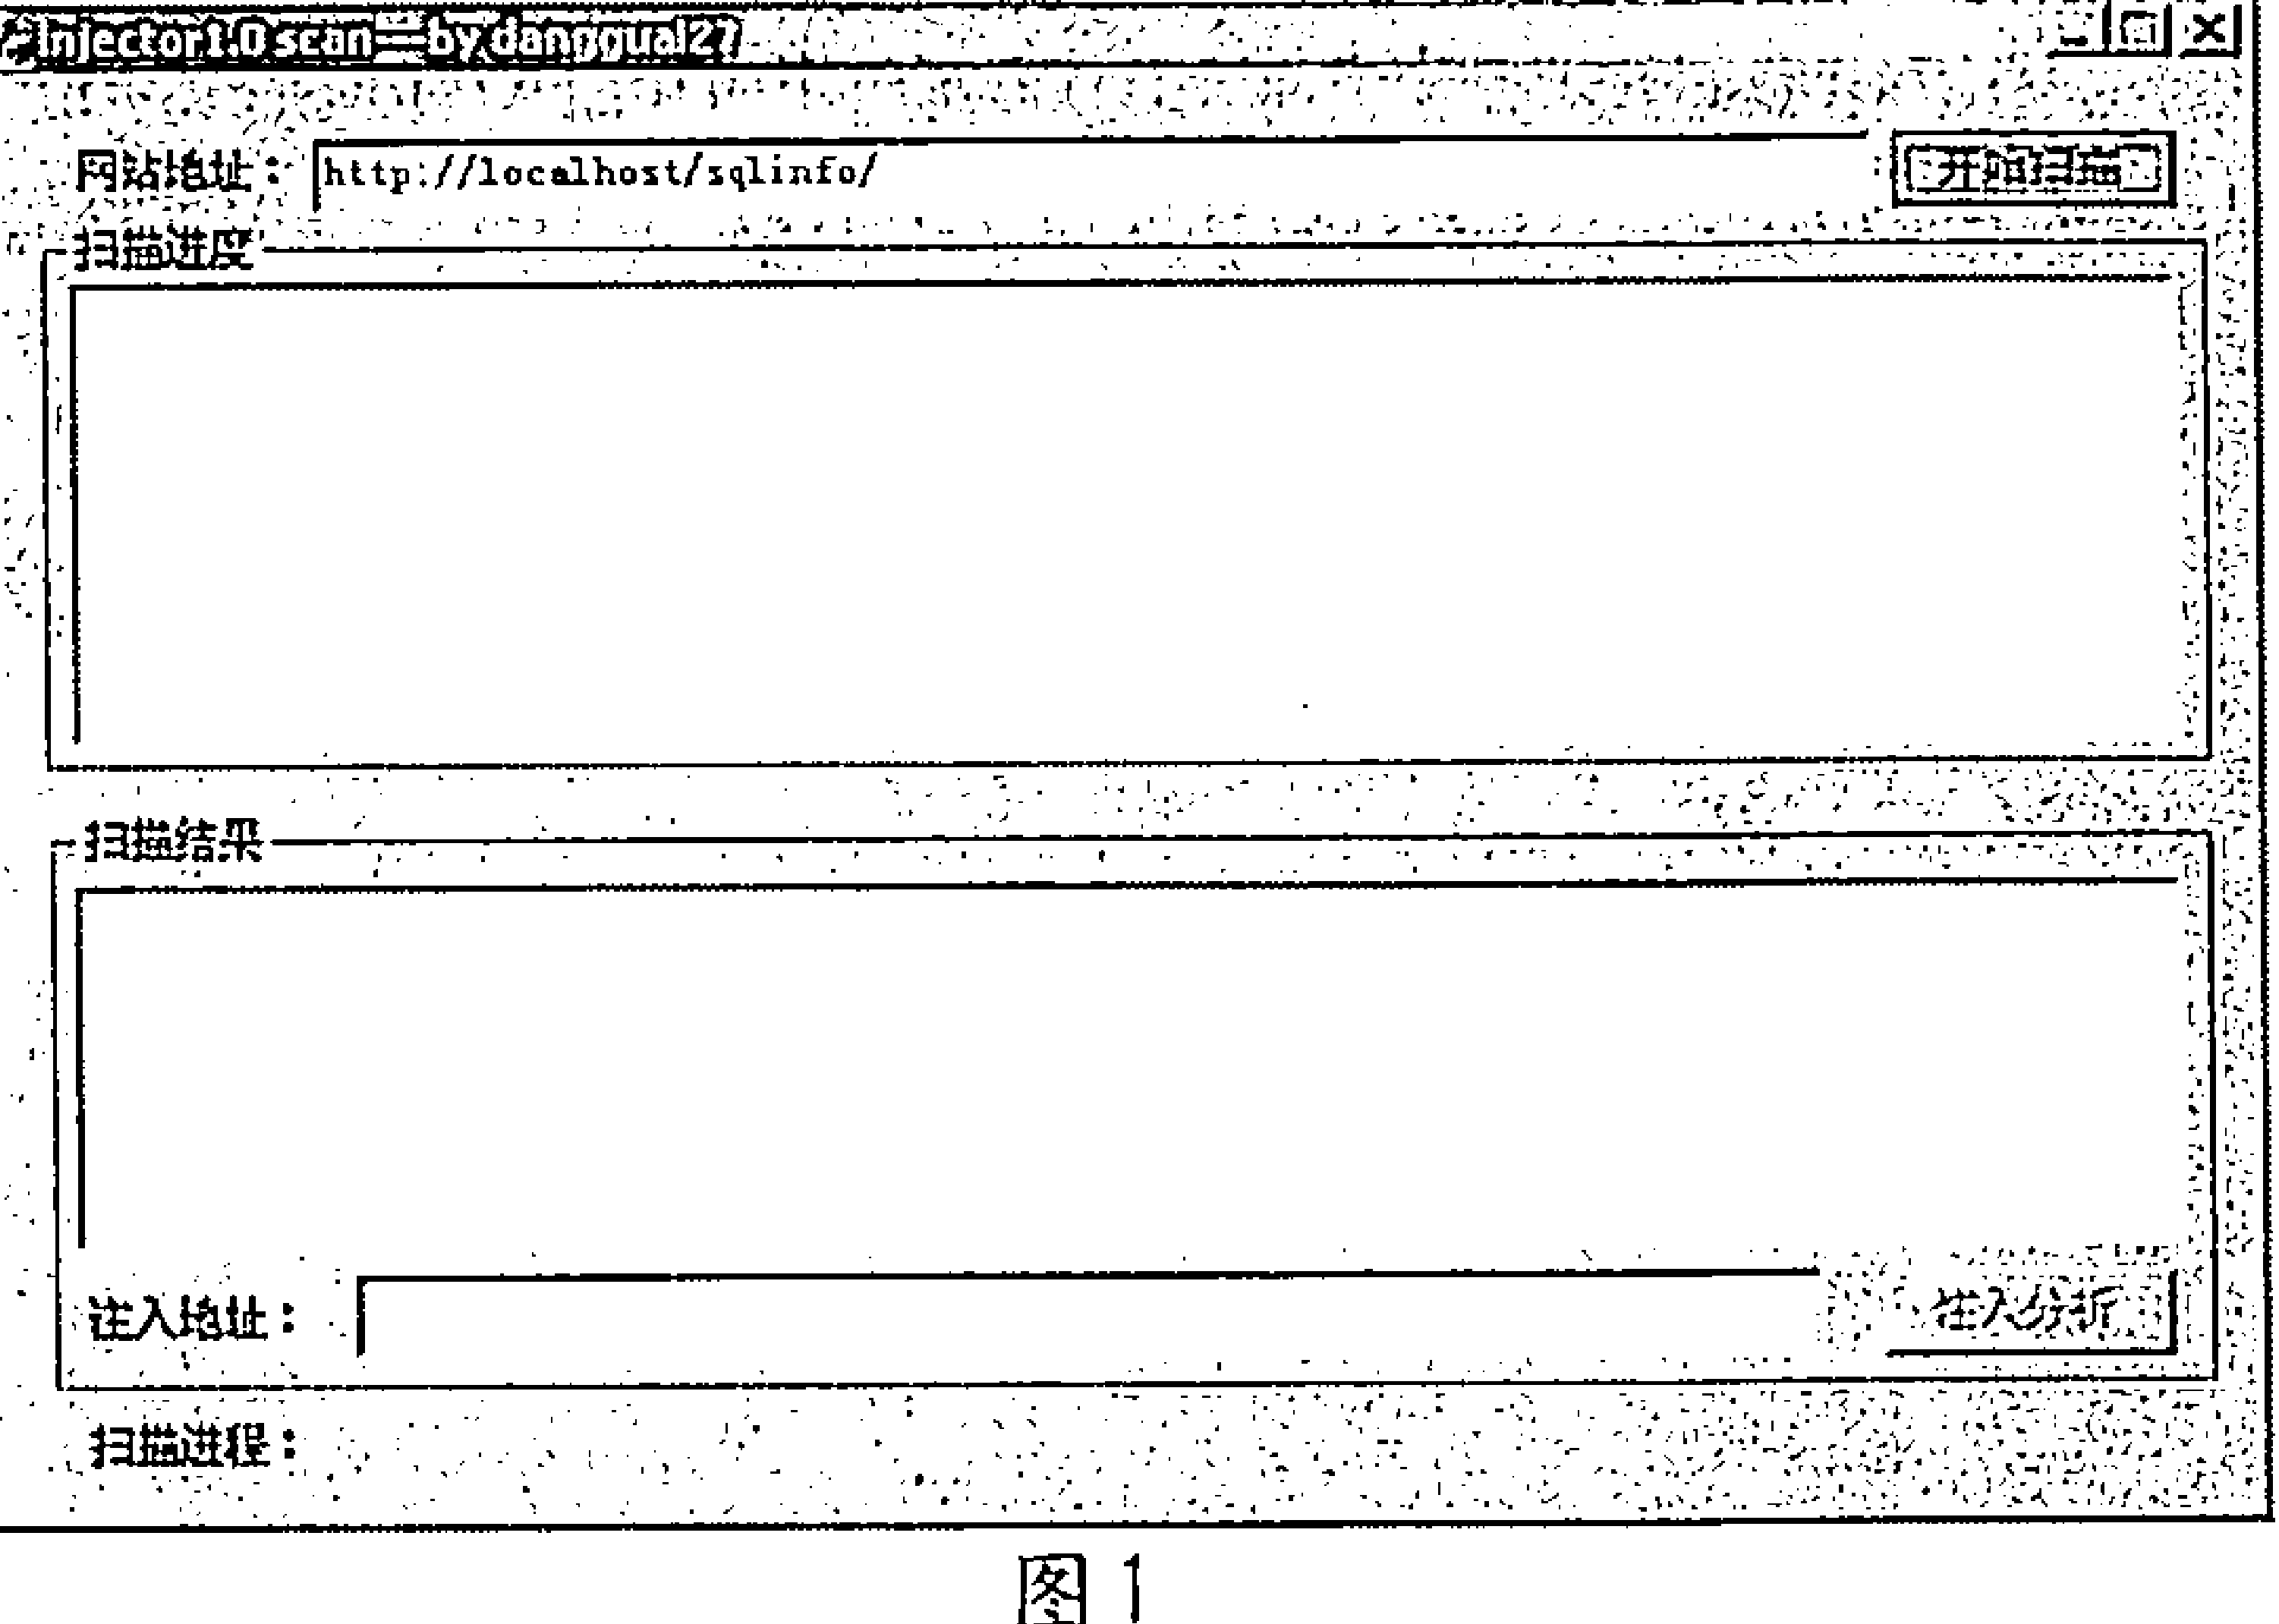 Injector1.0 scan——by dangguai27
网站地址： http://localhost/sqlinfo/ 开始扫描
扫描进度
扫描结果
注入地址： 注入分析
扫描进程：
图1